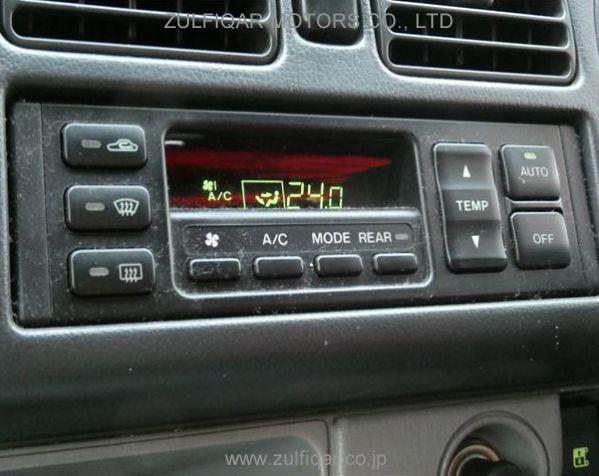 ZULFIQAR MOTORS CO., LTD
A/C 24.0
AUTO
TEMP
A/C MODE REAR
OFF
www.zulfiqar.co.jp